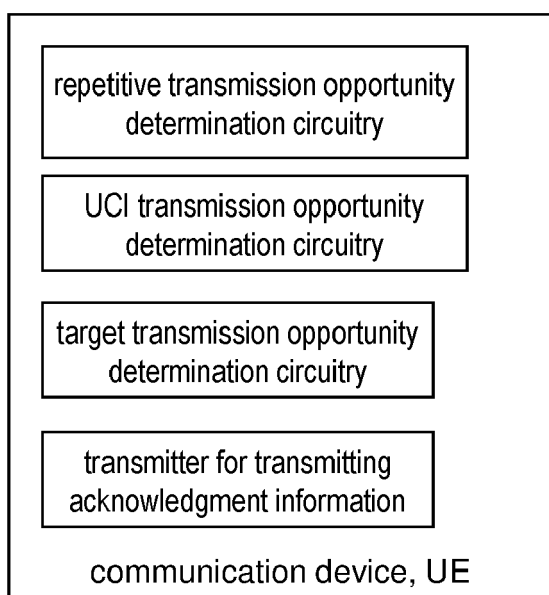 repetitive transmission opportunity
determination circuitry
UCI transmission opportunity
determination circuitry
target transmission opportunity
determination circuitry
transmitter for transmitting
acknowledgment information
communication device, UE